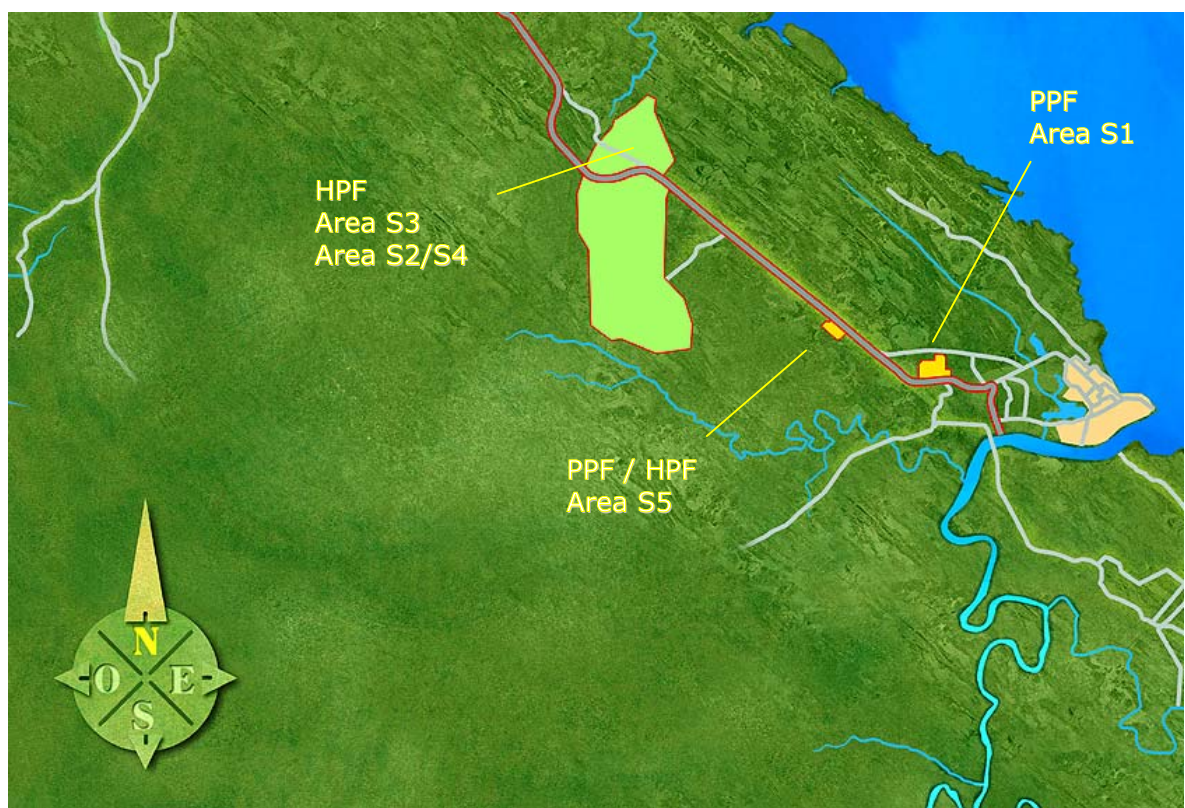 PPF
Area S1
HPF
Area S3
Area S2/S4
PPF / HPF
Area S5
N
O E
S